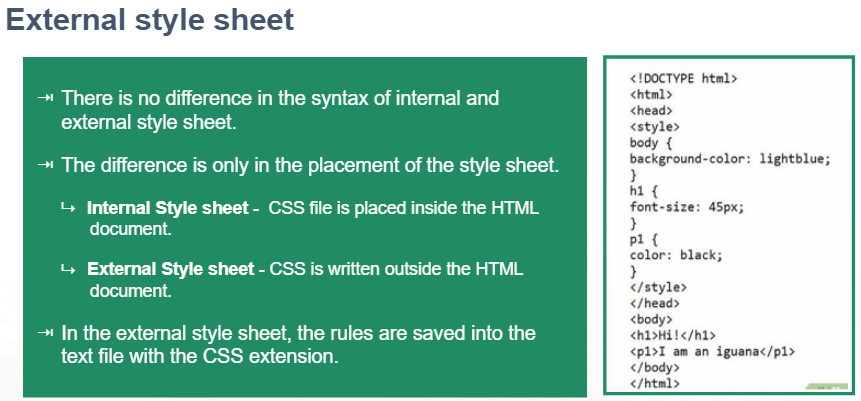 External style sheet
There is no difference in the syntax of internal and
external style sheet.
The difference is only in the placement of the style sheet.
Internal Style sheet - CSS file is placed inside the HTML
document.
External Style sheet - CSS is written outside the HTML
document.
In the external style sheet, the rules are saved into the
text file with the CSS extension.
<!DOCTYPE html>
<html>
<head>
<style>
body {
background-color: lightblue;
}
h1 {
font-size: 45px;
}
p1 {
color: black;
}
</style>
</head>
<body>
<h1>Hi!</h1>
<p1>I am an iguana</p1>
</body>
</html>